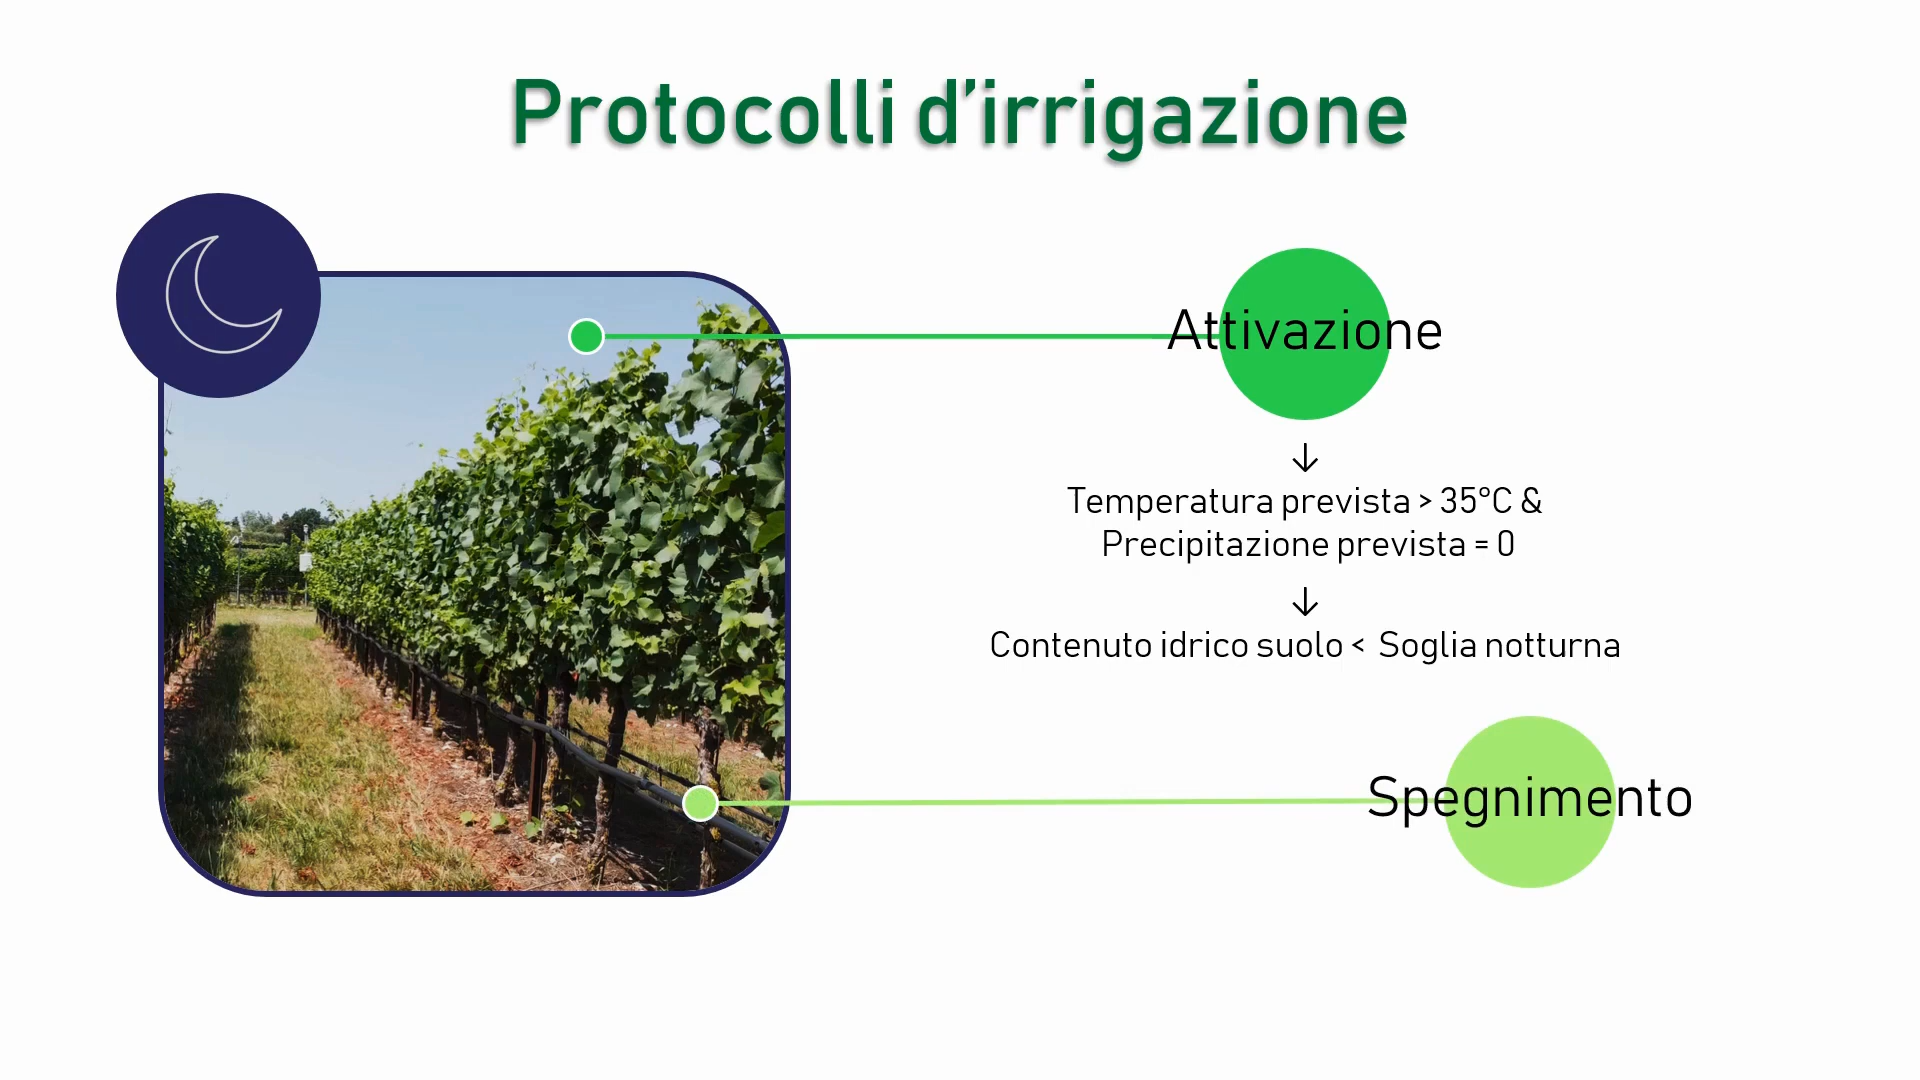 Protocolli d’irrigazione
Attivazione
↓
Temperatura prevista > 35°C &
Precipitazione prevista = 0
↓
Contenuto idrico suolo < Soglia notturna
Spegnimento